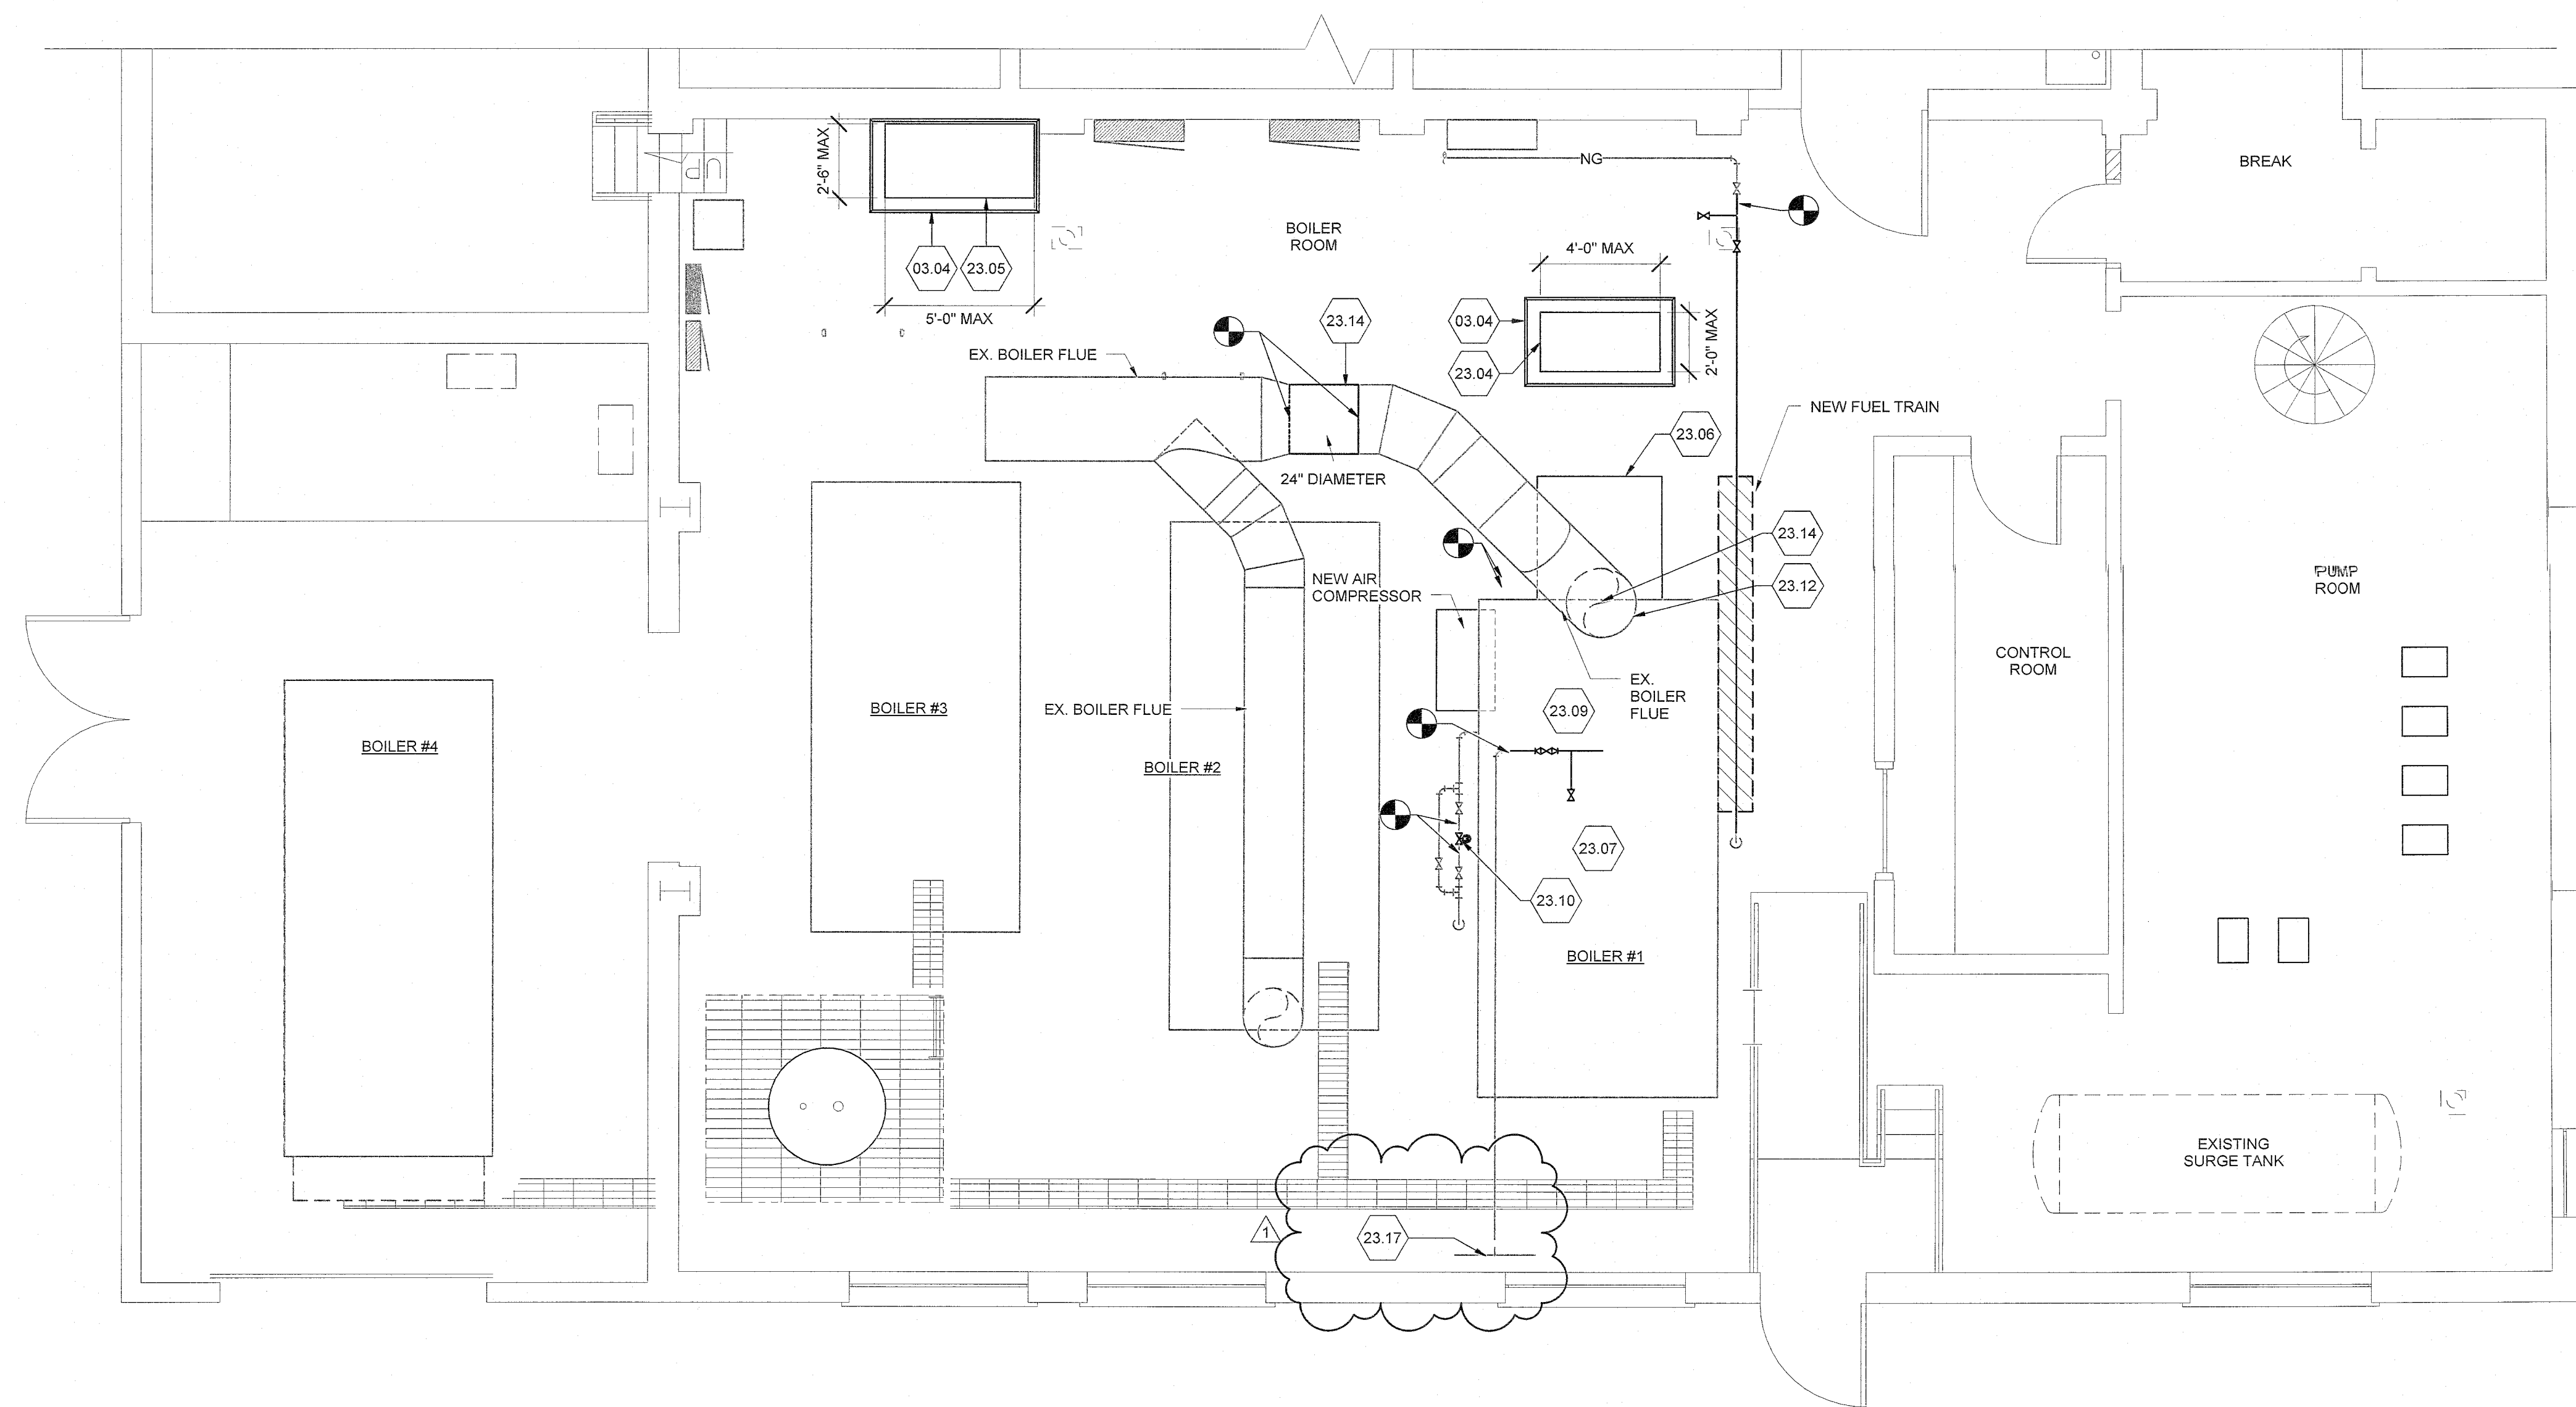 2'-6" MAX
UP
NG
BREAK
BOILER
ROOM
03.04
23.05
5'-0" MAX
4'-0" MAX
23.14
03.04
23.04
2'-0" MAX
EX. BOILER FLUE
NEW FUEL TRAIN
23.06
24" DIAMETER
23.14
NEW AIR
COMPRESSOR
23.12
PUMP
ROOM
CONTROL
ROOM
EX.
BOILER
FLUE
23.09
BOILER #3
EX. BOILER FLUE
BOILER #4
BOILER #2
23.07
23.10
BOILER #1
EXISTING
SURGE TANK
1
23.17